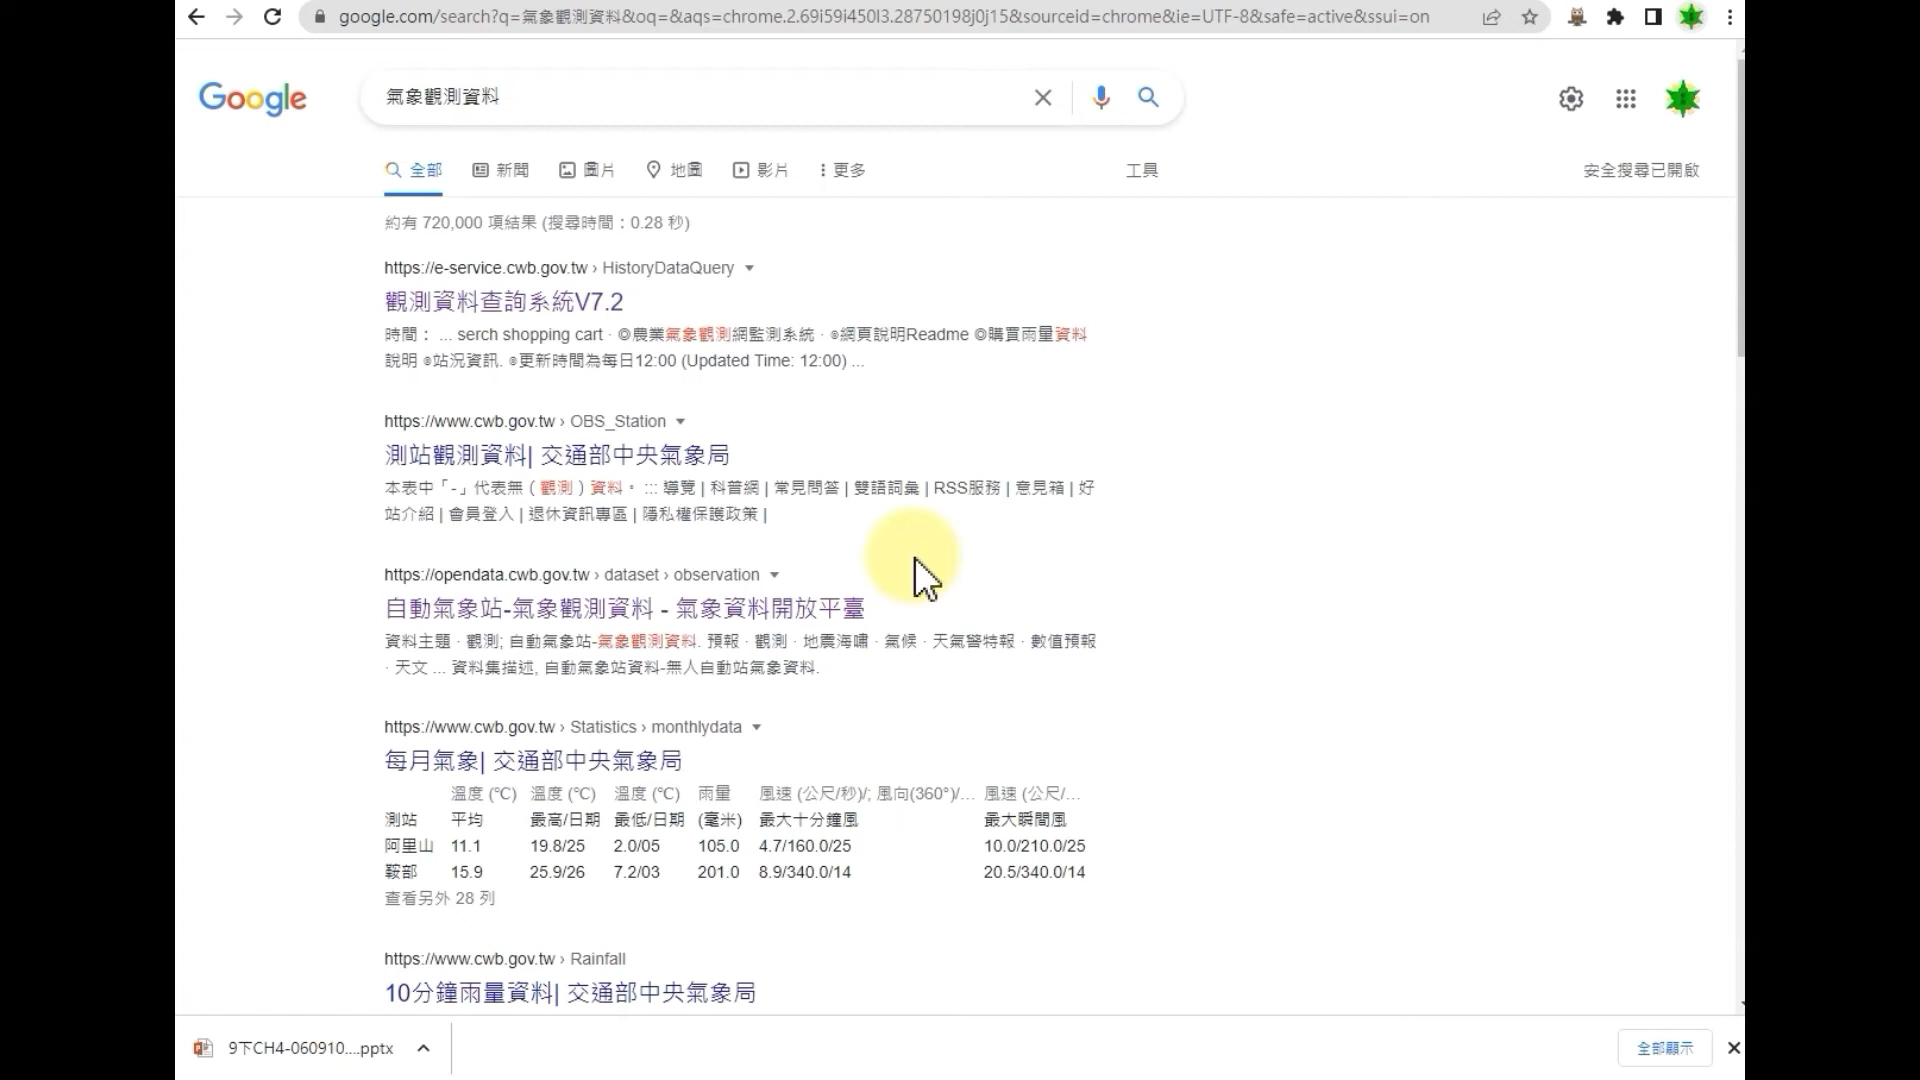 google.com/search?q=氣象觀測資料&oq=&aqs=chrome.2.69i59i450l3.28750198j0j15&sourceid=chrome&ie=UTF-8&safe=active&ssui=on
Google
氣象觀測資料
全部 新聞 圖片 地圖 影片 更多 工具 安全搜尋已開啟
約有 720,000 項結果 (搜尋時間：0.28 秒)
https://e-service.cwb.gov.tw › HistoryDataQuery
觀測資料查詢系統V7.2
時間： ... serch shopping cart · ◎農業氣象觀測網監測系統 · ◎網頁說明Readme ◎購買雨量資料
說明 ◎站況資訊. ◎更新時間為每日12:00 (Updated Time: 12:00) ...
https://www.cwb.gov.tw › OBS_Station
測站觀測資料| 交通部中央氣象局
本表中「-」代表無（觀測）資料。 ::: 導覽 | 科普網 | 常見問答 | 雙語詞彙 | RSS服務 | 意見箱 | 好
站介紹 | 會員登入 | 退休資訊專區 | 隱私權保護政策 |
https://opendata.cwb.gov.tw › dataset › observation
自動氣象站-氣象觀測資料 - 氣象資料開放平臺
資料主題 · 觀測; 自動氣象站-氣象觀測資料. 預報 · 觀測 · 地震海嘯 · 氣候 · 天氣警特報 · 數值預報
· 天文 ... 資料集描述, 自動氣象站資料-無人自動站氣象資料.
https://www.cwb.gov.tw › Statistics › monthlydata
每月氣象| 交通部中央氣象局
溫度 (℃) 溫度 (℃) 溫度 (℃) 雨量 風速 (公尺/秒)/; 風向(360°)/... 風速 (公尺/...
測站 平均 最高/日期 最低/日期 (毫米) 最大十分鐘風 最大瞬間風
阿里山 11.1 19.8/25 2.0/05 105.0 4.7/160.0/25 10.0/210.0/25
鞍部 15.9 25.9/26 7.2/03 201.0 8.9/340.0/14 20.5/340.0/14
查看另外 28 列
https://www.cwb.gov.tw › Rainfall
10分鐘雨量資料| 交通部中央氣象局
9下CH4-060910....pptx 全部顯示